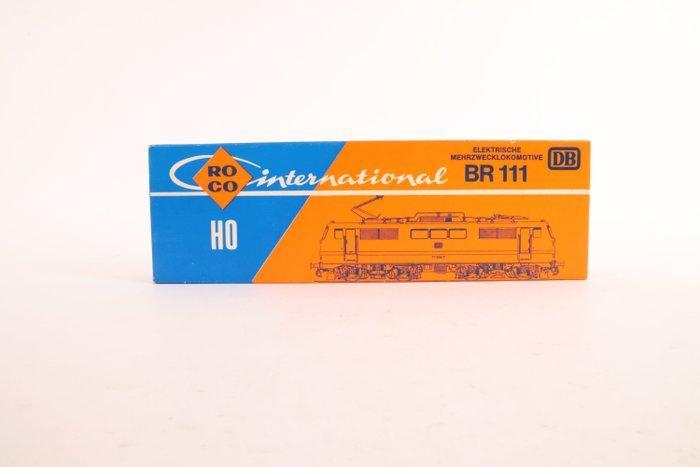 RO
CO
international
HO
ELEKTRISCHE
MEHRZWECKLOKOMOTIVE
BR 111
DB